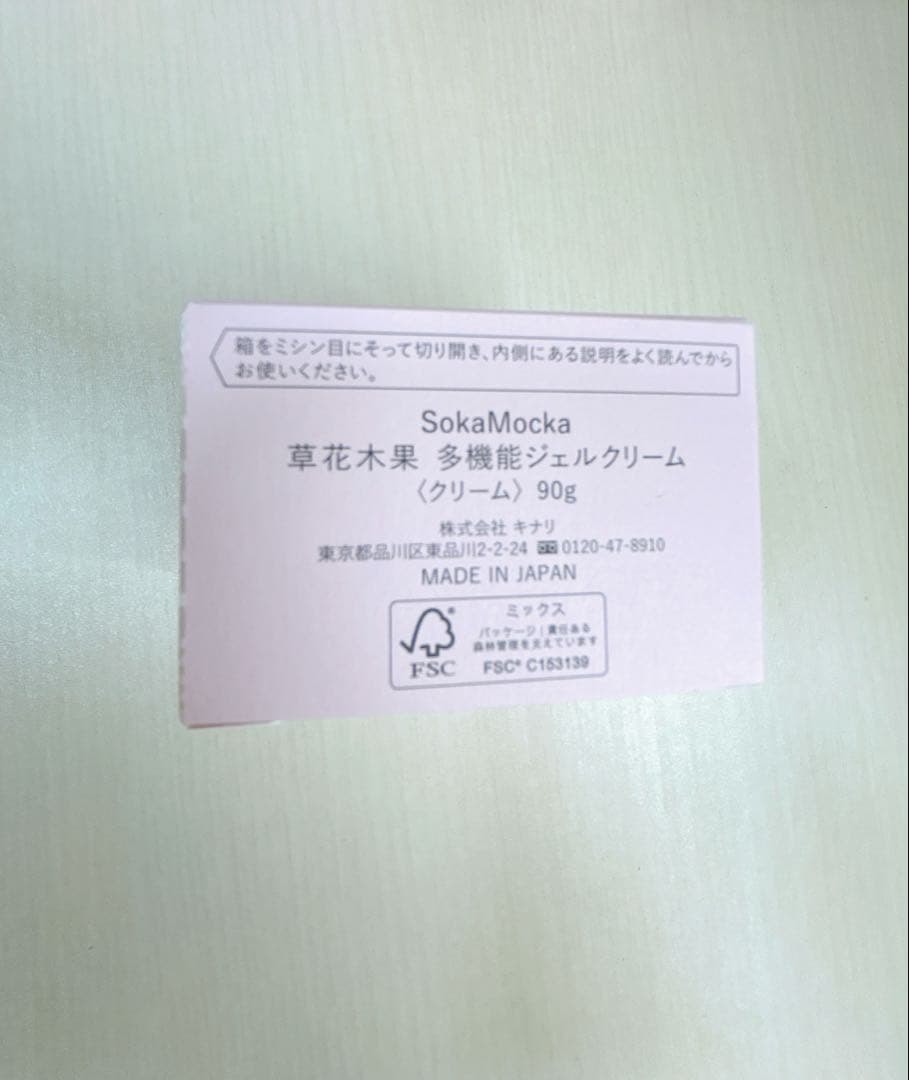 箱をミシン目にそって切り開き、内側にある説明をよく読んでから
お使いください。
SokaMocka
草花木果 多機能ジェルクリーム
〈クリーム〉 90g
株式会社 キナリ
東京都品川区東品川2-2-24 0120-47-8910
MADE IN JAPAN
ミックス
パッケージ | 責任ある
森林管理を支えています
FSC® C153139
FSC®